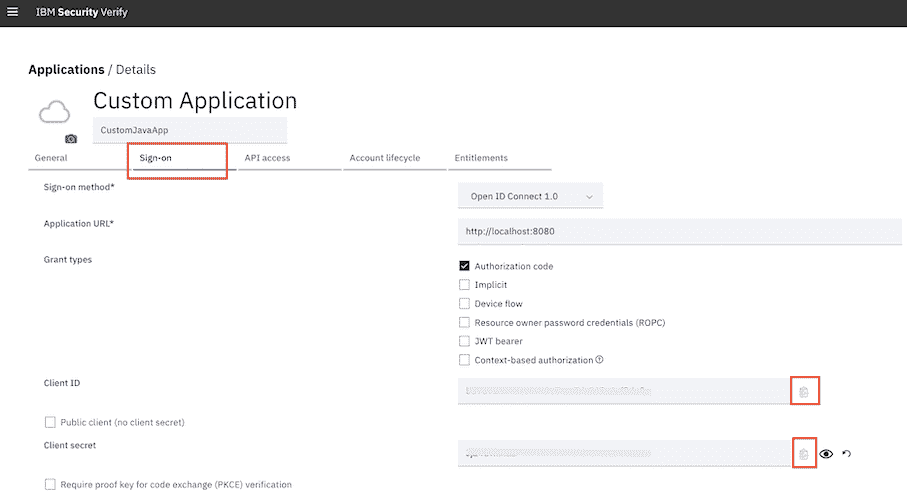 IBM Security Verify
Applications / Details
Custom Application
CustomJavaApp
General Sign-on API access Account lifecycle Entitlements
Sign-on method* Open ID Connect 1.0
Application URL* http://localhost:8080
Grant types
Authorization code
Implicit
Device flow
Resource owner password credentials (ROPC)
JWT bearer
Context-based authorization
Client ID
Public client (no client secret)
Client secret
Require proof key for code exchange (PKCE) verification